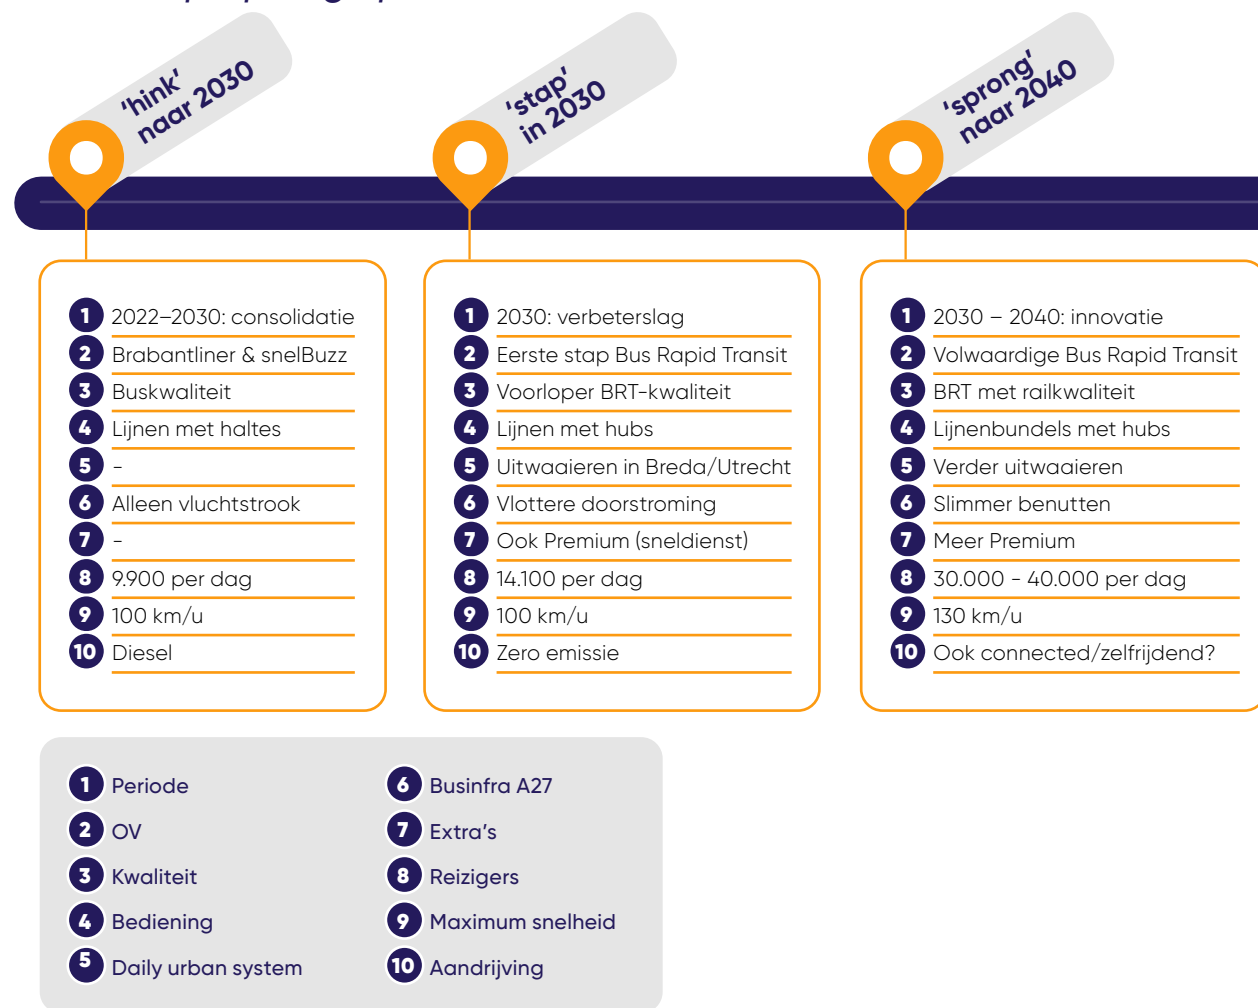 'hink'
naar 2030
'stap'
in 2030
'sprong'
naar 2040
1 2022–2030: consolidatie
2 Brabantliner & snelBuzz
3 Buskwaliteit
4 Lijnen met haltes
5 -
6 Alleen vluchtstrook
7 -
8 9.900 per dag
9 100 km/u
10 Diesel
1 2030: verbeterslag
2 Eerste stap Bus Rapid Transit
3 Voorloper BRT-kwaliteit
4 Lijnen met hubs
5 Uitwaaieren in Breda/Utrecht
6 Vlottere doorstroming
7 Ook Premium (sneldienst)
8 14.100 per dag
9 100 km/u
10 Zero emissie
1 2030 – 2040: innovatie
2 Volwaardige Bus Rapid Transit
3 BRT met railkwaliteit
4 Lijnenbundels met hubs
5 Verder uitwaaieren
6 Slimmer benutten
7 Meer Premium
8 30.000 - 40.000 per dag
9 130 km/u
10 Ook connected/zelfrijdend?
1 Periode
2 OV
3 Kwaliteit
4 Bediening
5 Daily urban system
6 Businfra A27
7 Extra's
8 Reizigers
9 Maximum snelheid
10 Aandrijving